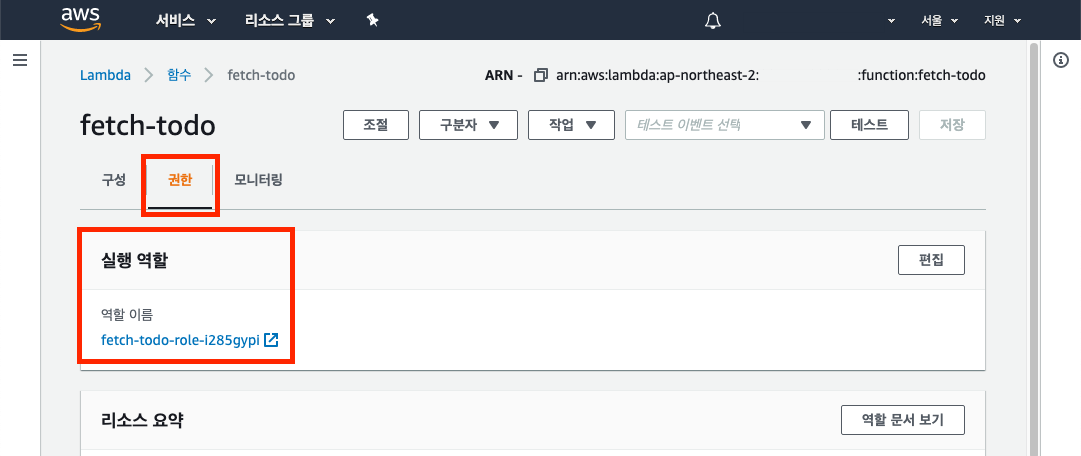 aws 서비스 리소스 그룹 서울 지원
Lambda 함수 fetch-todo ARN - arn:aws:lambda:ap-northeast-2: :function:fetch-todo
fetch-todo 조절 구분자 작업 테스트 이벤트 선택 테스트 저장
구성 권한 모니터링
실행 역할 편집
역할 이름
fetch-todo-role-i285gypi
리소스 요약 역할 문서 보기